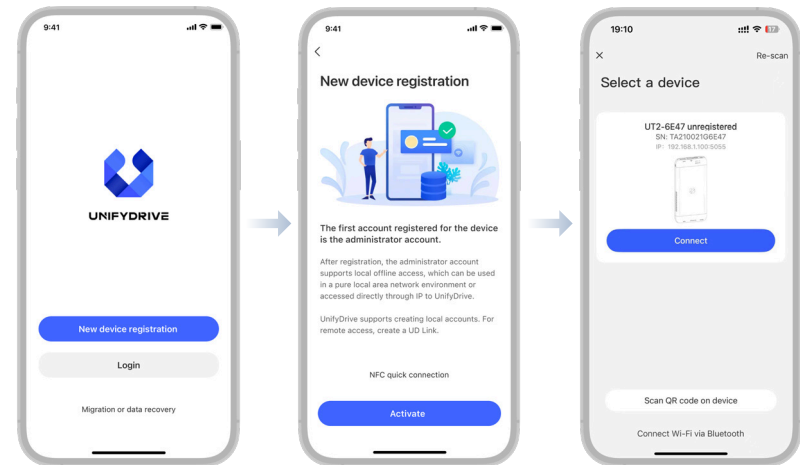 9:41
UNIFYDRIVE
New device registration
Login
Migration or data recovery
9:41
New device registration
The first account registered for the device
is the administrator account.
After registration, the administrator account
supports local offline access, which can be used
in a pure local area network environment or
accessed directly through IP to UnifyDrive.
UnifyDrive supports creating local accounts. For
remote access, create a UD Link.
NFC quick connection
Activate
19:10
37
Re-scan
Select a device
UT2-6E47 unregistered
SN: TA210021G6E47
IP: 192.168.1.100:5055
Connect
Scan QR code on device
Connect Wi-Fi via Bluetooth